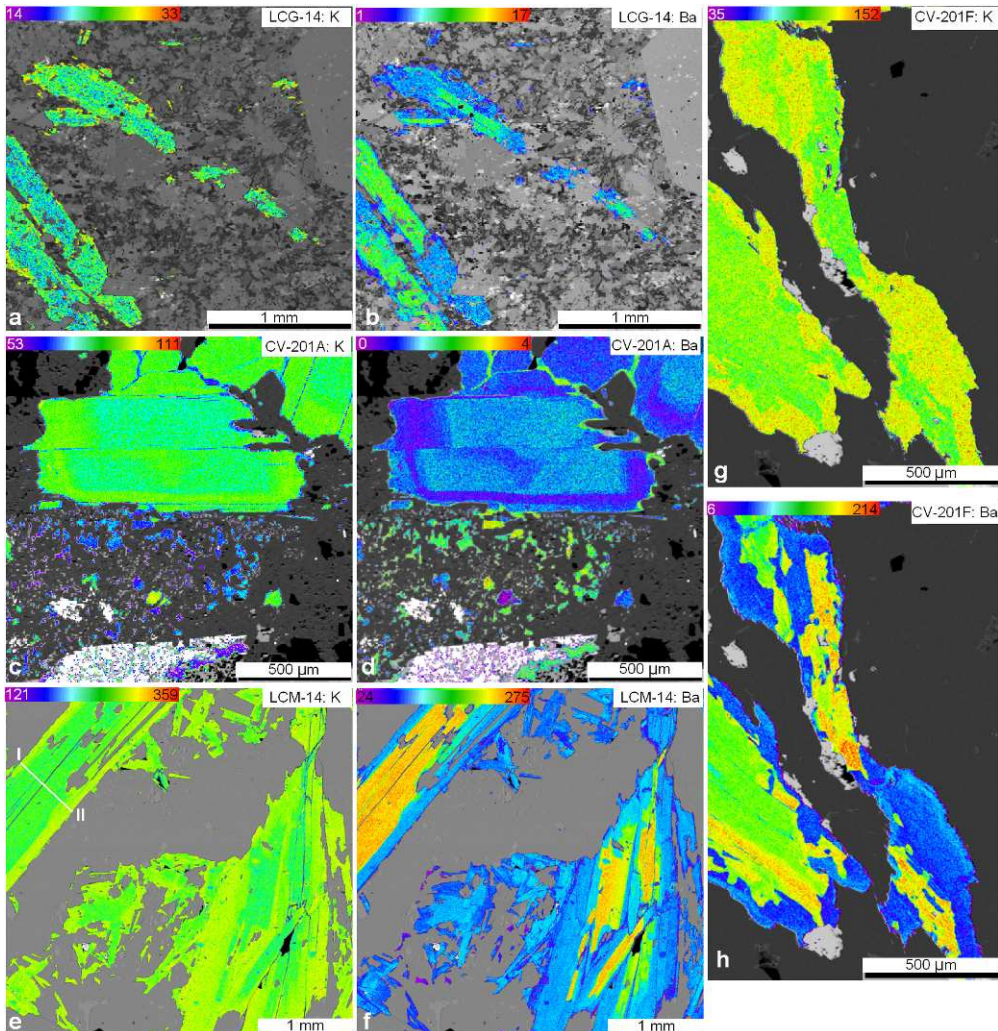 14 33 LCG-14: K
a 1 mm
1 17 LCG-14: Ba
b 1 mm
53 111 CV-201A: K
c 500 µm
0 4 CV-201A: Ba
d 500 µm
121 359 LCM-14: K
I
II
e 1 mm
24 275 LCM-14: Ba
f 1 mm
35 152 CV-201F: K
g
500 µm
6 214 CV-201F: Ba
h
500 µm